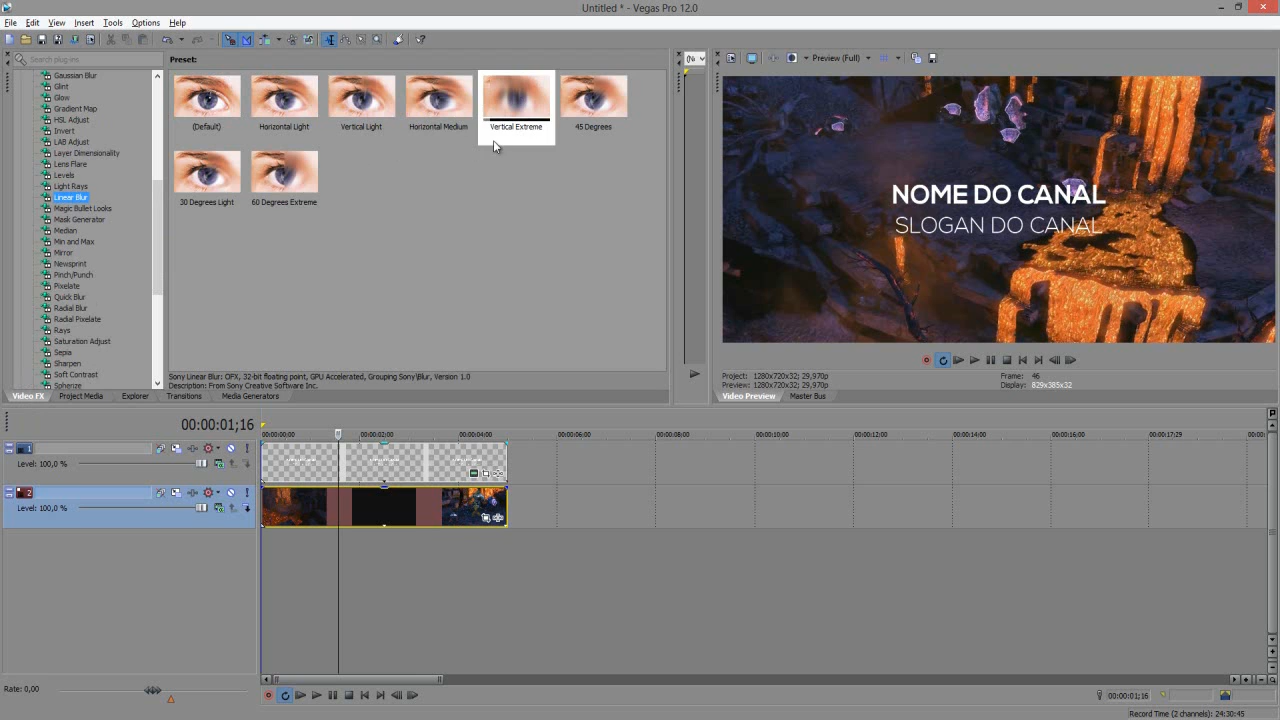 Untitled * - Vegas Pro 12.0
File Edit View Insert Tools Options Help
Search plug-ins
Preset:
Preview (Full)
Gaussian Blur
Glint
Glow
Gradient Map
HSL Adjust
Invert
LAB Adjust
Layer Dimensionality
Lens Flare
Levels
Light Rays
Linear Blur
Magic Bullet Looks
Mask Generator
Median
Min and Max
Mirror
Newsprint
Pinch/Punch
Pixelate
Quick Blur
Radial Blur
Radial Pixelate
Rays
Saturation Adjust
Sepia
Sharpen
Soft Contrast
Spherize
(Default) Horizontal Light Vertical Light Horizontal Medium Vertical Extreme 45 Degrees
30 Degrees Light 60 Degrees Extreme
Sony Linear Blur: OFX, 32-bit floating point, GPU Accelerated, Grouping Sony|Blur, Version 1.0
Description: From Sony Creative Software Inc.
NOME DO CANAL
SLOGAN DO CANAL
Project: 1280x720x32; 29,970p Frame: 46
Preview: 1280x720x32; 29,970p Display: 829x385x32
Video FX Project Media Explorer Transitions Media Generators
Video Preview Master Bus
00:00:01;16
00:00:00;00 00:00:02;00 00:00:04;00 00:00:06;00 00:00:08;00 00:00:10;00 00:00:12;00 00:00:14;00 00:00:16;00 00:00:17;29
1
Level: 100,0 %
2
Level: 100,0 %
Rate: 0,00
00:00:01;16
Record Time (2 channels): 24:30:45